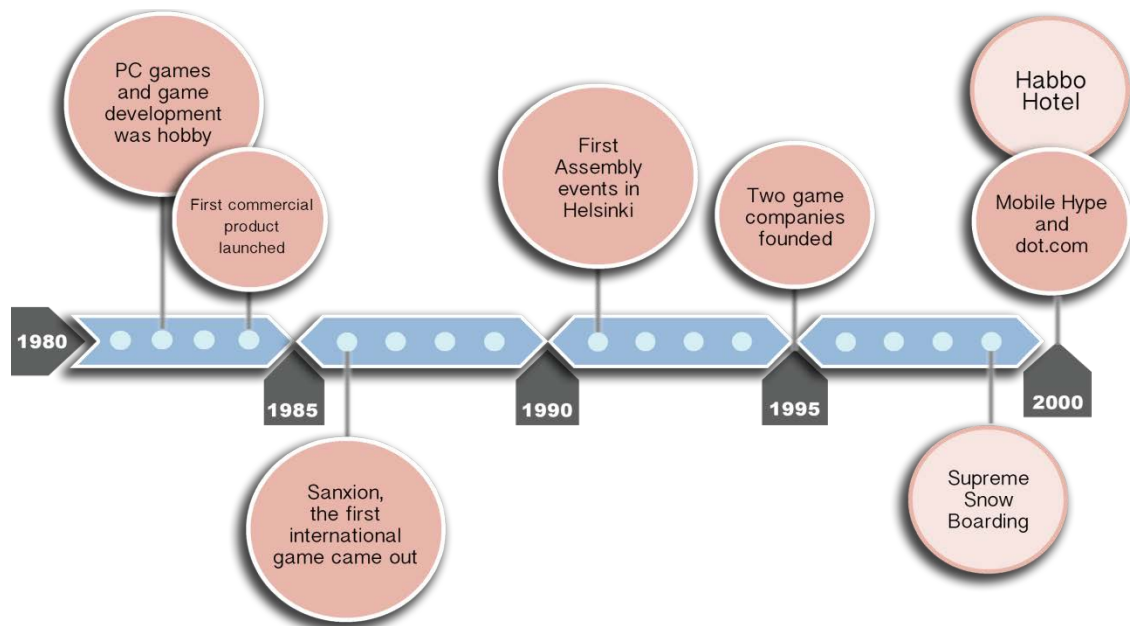 PC games
and game
development
was hobby
First commercial
product
launched
First
Assembly
events in
Helsinki
Two game
companies
founded
Habbo
Hotel
Mobile Hype
and
dot.com
1980
1985
1990
1995
2000
Sanxion,
the first
international
game came out
Supreme
Snow
Boarding